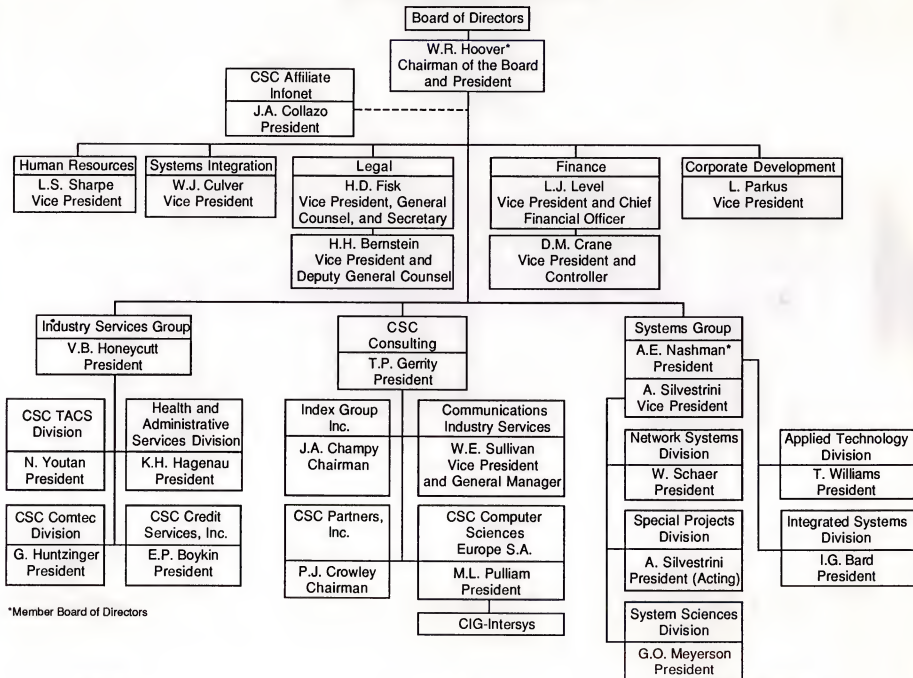 Board of Directors
W.R. Hoover*
Chairman of the Board
and President
CSC Affiliate
Infonet
J.A. Collazo
President
Human Resources
L.S. Sharpe
Vice President
Systems Integration
W.J. Culver
Vice President
Legal
H.D. Fisk
Vice President, General
Counsel, and Secretary
H.H. Bernstein
Vice President and
Deputy General Counsel
Finance
L.J. Level
Vice President and Chief
Financial Officer
D.M. Crane
Vice President and
Controller
Corporate Development
L. Parkus
Vice President
Industry Services Group
V.B. Honeycutt
President
CSC TACS
Division
N. Youtan
President
Health and
Administrative
Services Division
K.H. Hagenau
President
CSC Comtec
Division
G. Huntzinger
President
CSC Credit
Services, Inc.
E.P. Boykin
President
CSC
Consulting
T.P. Gerrity
President
Index Group
Inc.
J.A. Champy
Chairman
Communications
Industry Services
W.E. Sullivan
Vice President
and General Manager
CSC Partners,
Inc.
P.J. Crowley
Chairman
CSC Computer
Sciences
Europe S.A.
M.L. Pulliam
President
CIG-Intersys
Systems Group
A.E. Nashman*
President
A. Silvestrini
Vice President
Network Systems
Division
W. Schaer
President
Special Projects
Division
A. Silvestrini
President (Acting)
System Sciences
Division
G.O. Meyerson
President
Applied Technology
Division
T. Williams
President
Integrated Systems
Division
I.G. Bard
President
*Member Board of Directors